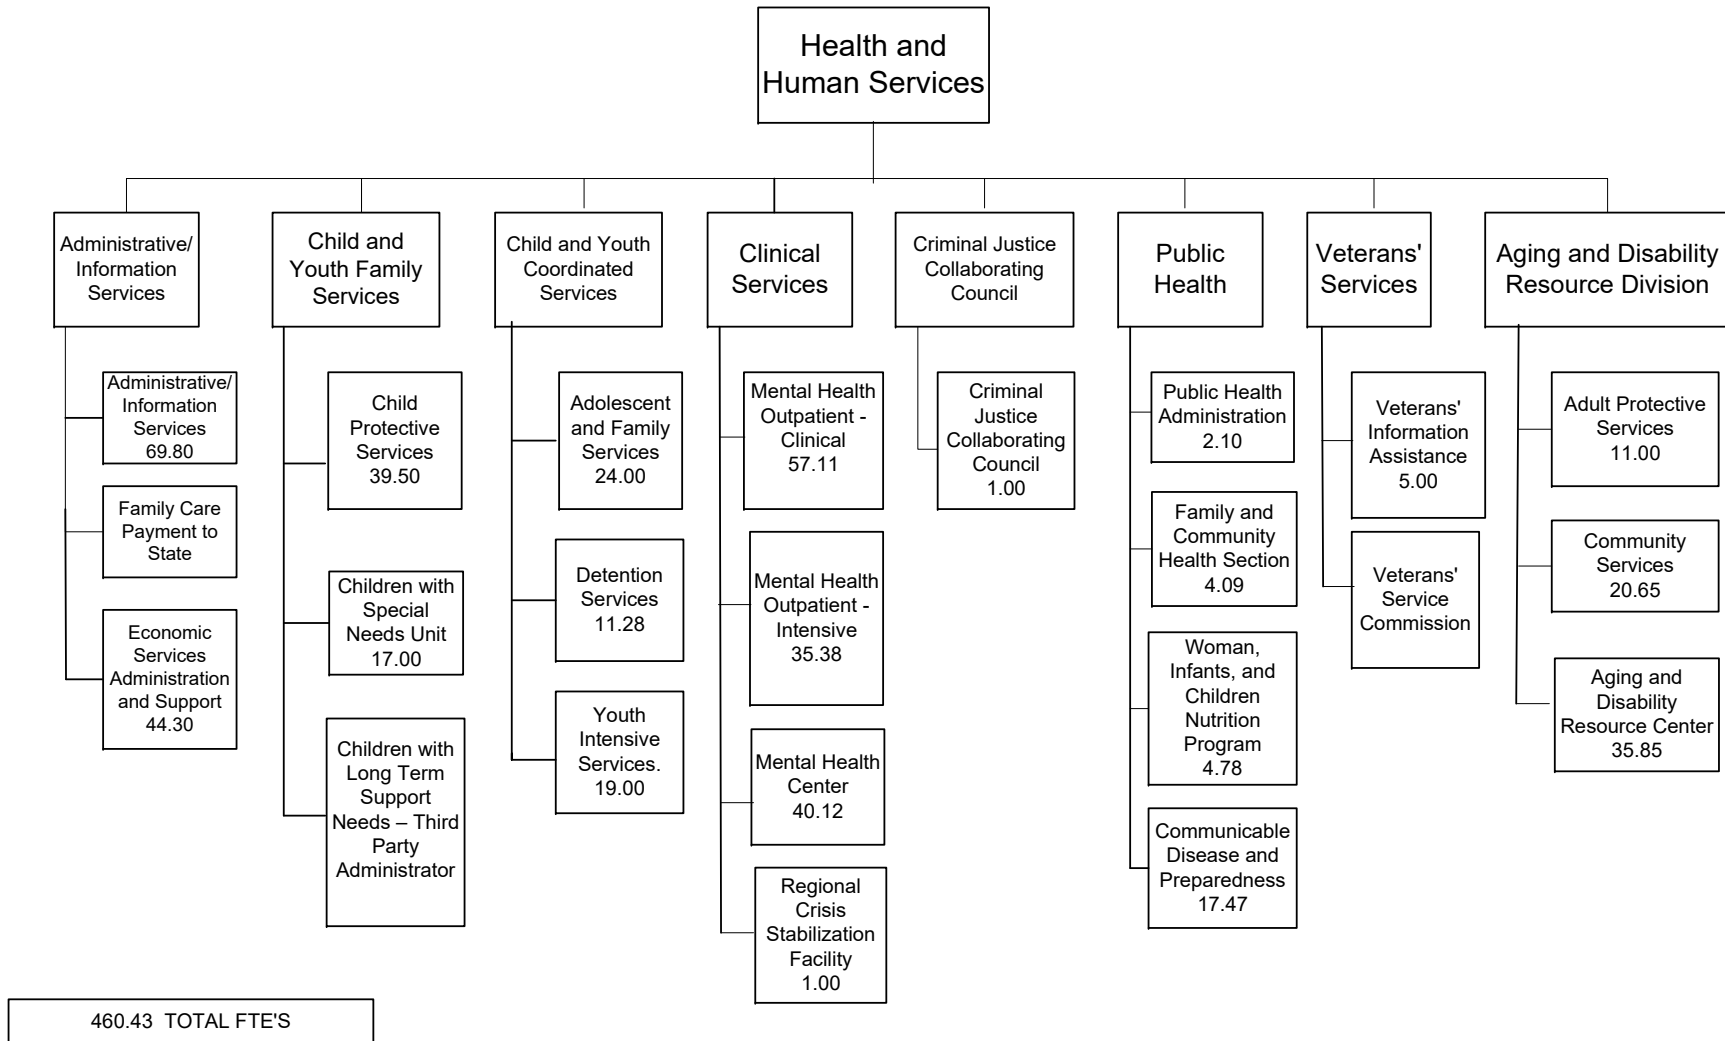 Health and
Human Services
Administrative/
Information
Services
Child and
Youth Family
Services
Child and Youth
Coordinated
Services
Clinical
Services
Criminal Justice
Collaborating
Council
Public
Health
Veterans'
Services
Aging and Disability
Resource Division
Administrative/
Information
Services
69.80
Family Care
Payment to
State
Economic
Services
Administration
and Support
44.30
Child
Protective
Services
39.50
Children with
Special
Needs Unit
17.00
Children with
Long Term
Support
Needs – Third
Party
Administrator
Adolescent
and Family
Services
24.00
Detention
Services
11.28
Youth
Intensive
Services.
19.00
Mental Health
Outpatient -
Clinical
57.11
Mental Health
Outpatient -
Intensive
35.38
Mental Health
Center
40.12
Regional
Crisis
Stabilization
Facility
1.00
Criminal
Justice
Collaborating
Council
1.00
Public Health
Administration
2.10
Family and
Community
Health Section
4.09
Woman,
Infants, and
Children
Nutrition
Program
4.78
Communicable
Disease and
Preparedness
17.47
Veterans'
Information
Assistance
5.00
Veterans'
Service
Commission
Adult Protective
Services
11.00
Community
Services
20.65
Aging and
Disability
Resource Center
35.85
460.43 TOTAL FTE'S